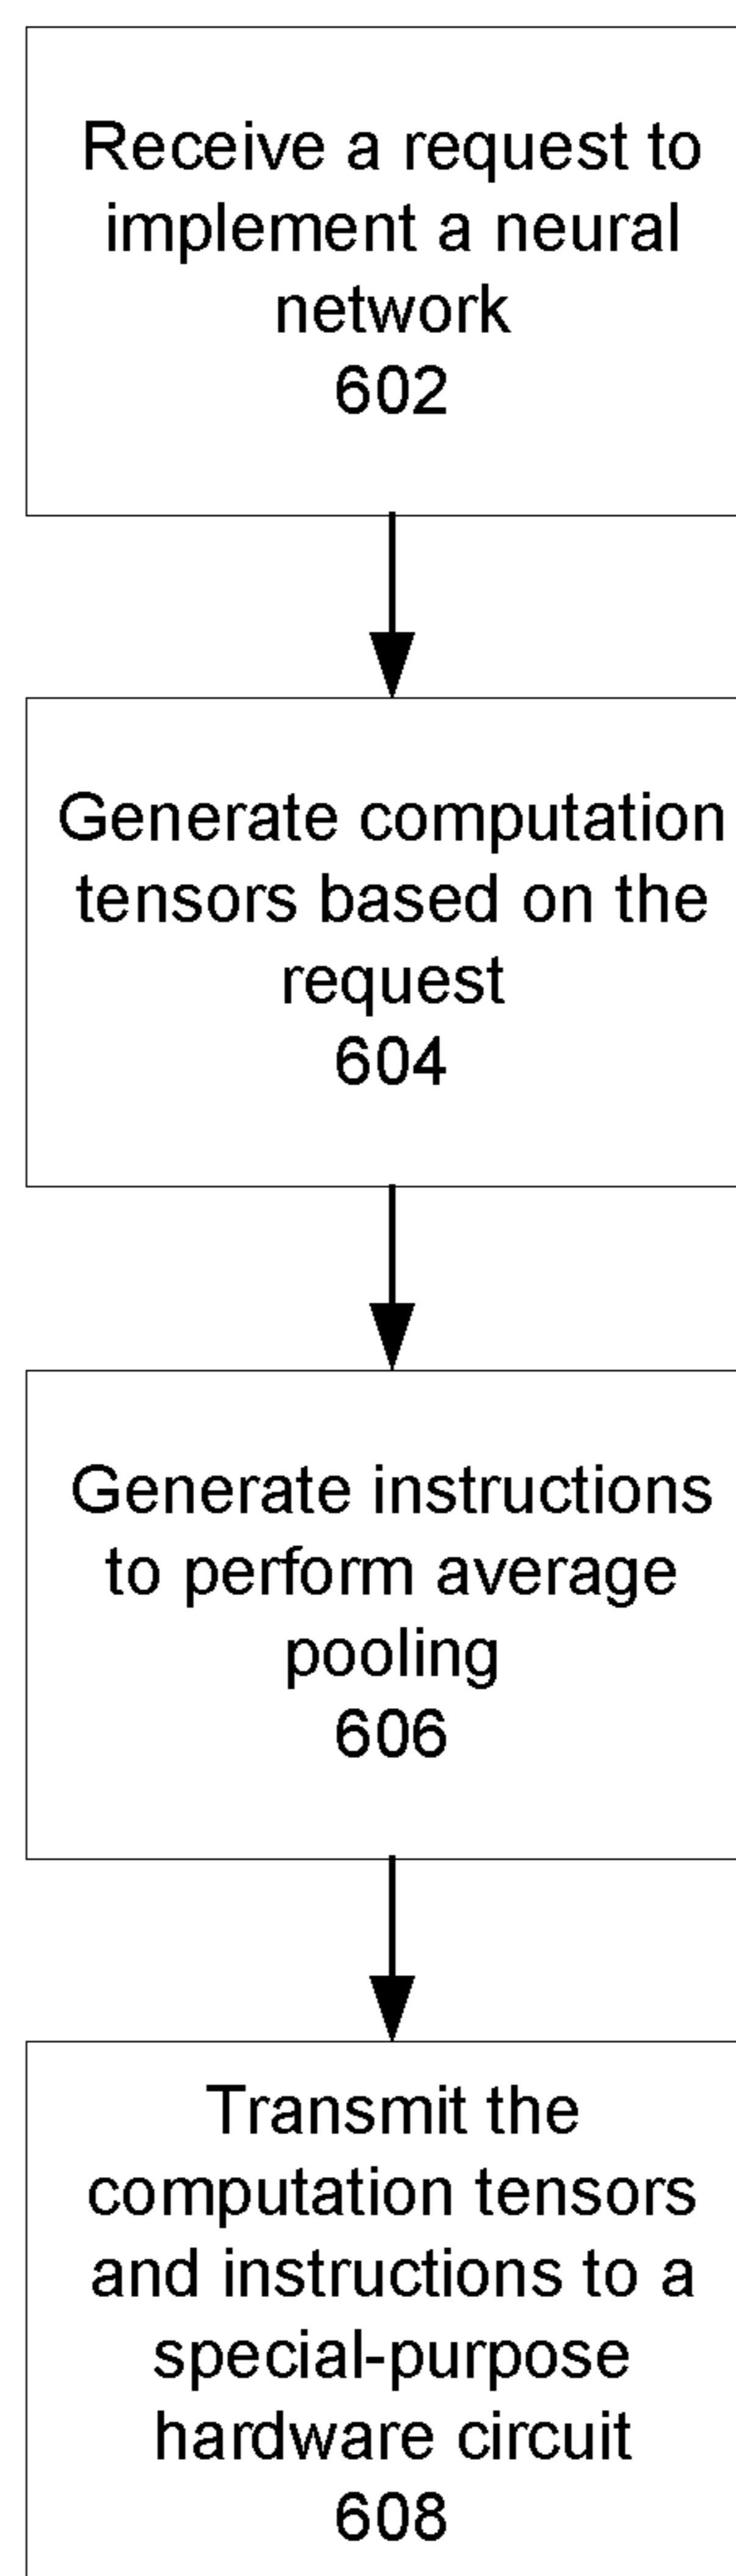 Receive a request to
implement a neural
network
602
Generate computation
tensors based on the
request
604
Generate instructions
to perform average
pooling
606
Transmit the
computation tensors
and instructions to a
special-purpose
hardware circuit
608